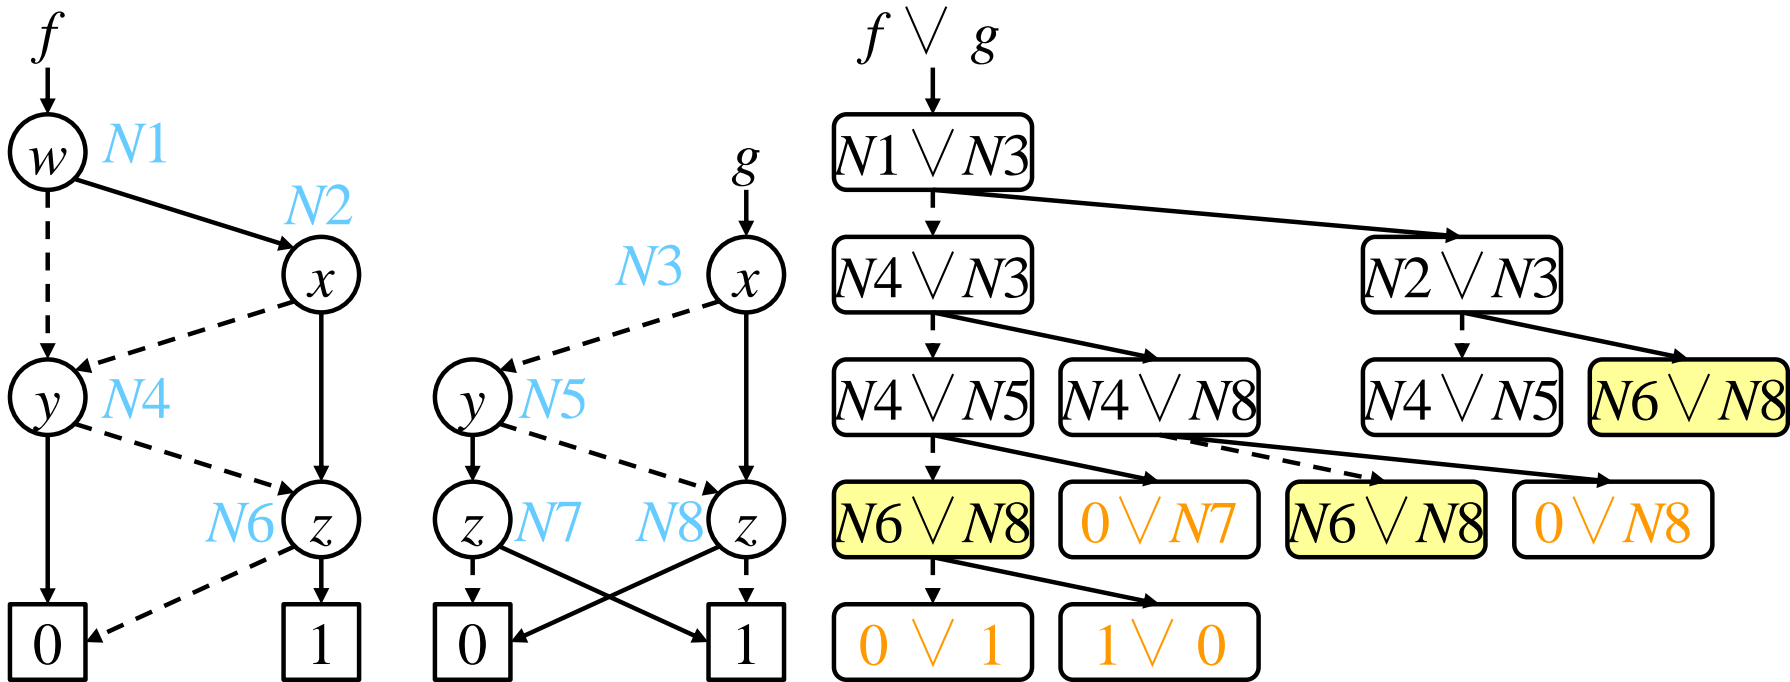 f
f ∨ g
w
N1
N1 ∨ N3
g
N2
x
N3
x
N4 ∨ N3
N2 ∨ N3
y
N4
y
N5
N4 ∨ N5
N4 ∨ N8
N4 ∨ N5
N6 ∨ N8
N6
z
z
N7
N8
z
N6 ∨ N8
0 ∨ N7
N6 ∨ N8
0 ∨ N8
0
1
0
1
0 ∨ 1
1 ∨ 0